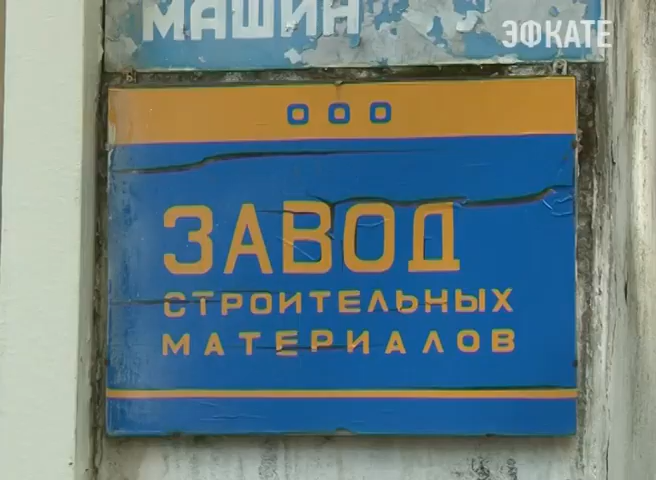 МАШИН
ЭФКАТЕ
ООО
ЗАВОД
СТРОИТЕЛЬНЫХ
МАТЕРИАЛОВ